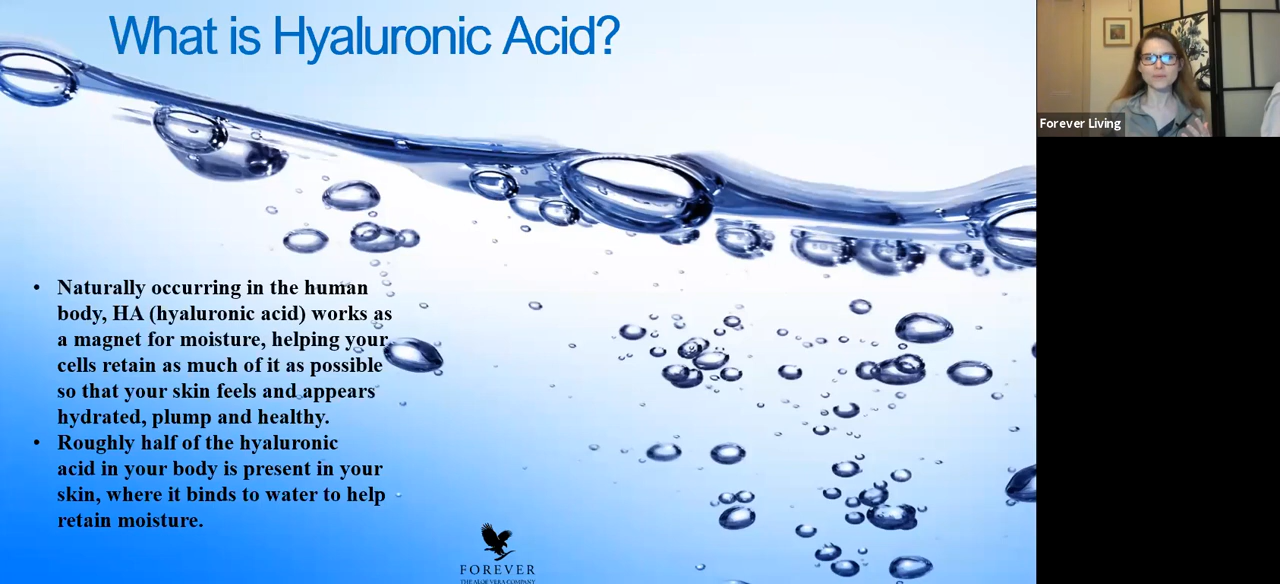 What is Hyaluronic Acid?
Forever Living
• Naturally occurring in the human
body, HA (hyaluronic acid) works as
a magnet for moisture, helping your
cells retain as much of it as possible
so that your skin feels and appears
hydrated, plump and healthy.
• Roughly half of the hyaluronic
acid in your body is present in your
skin, where it binds to water to help
retain moisture.
FOREVER
THE ALOE VERA COMPANY